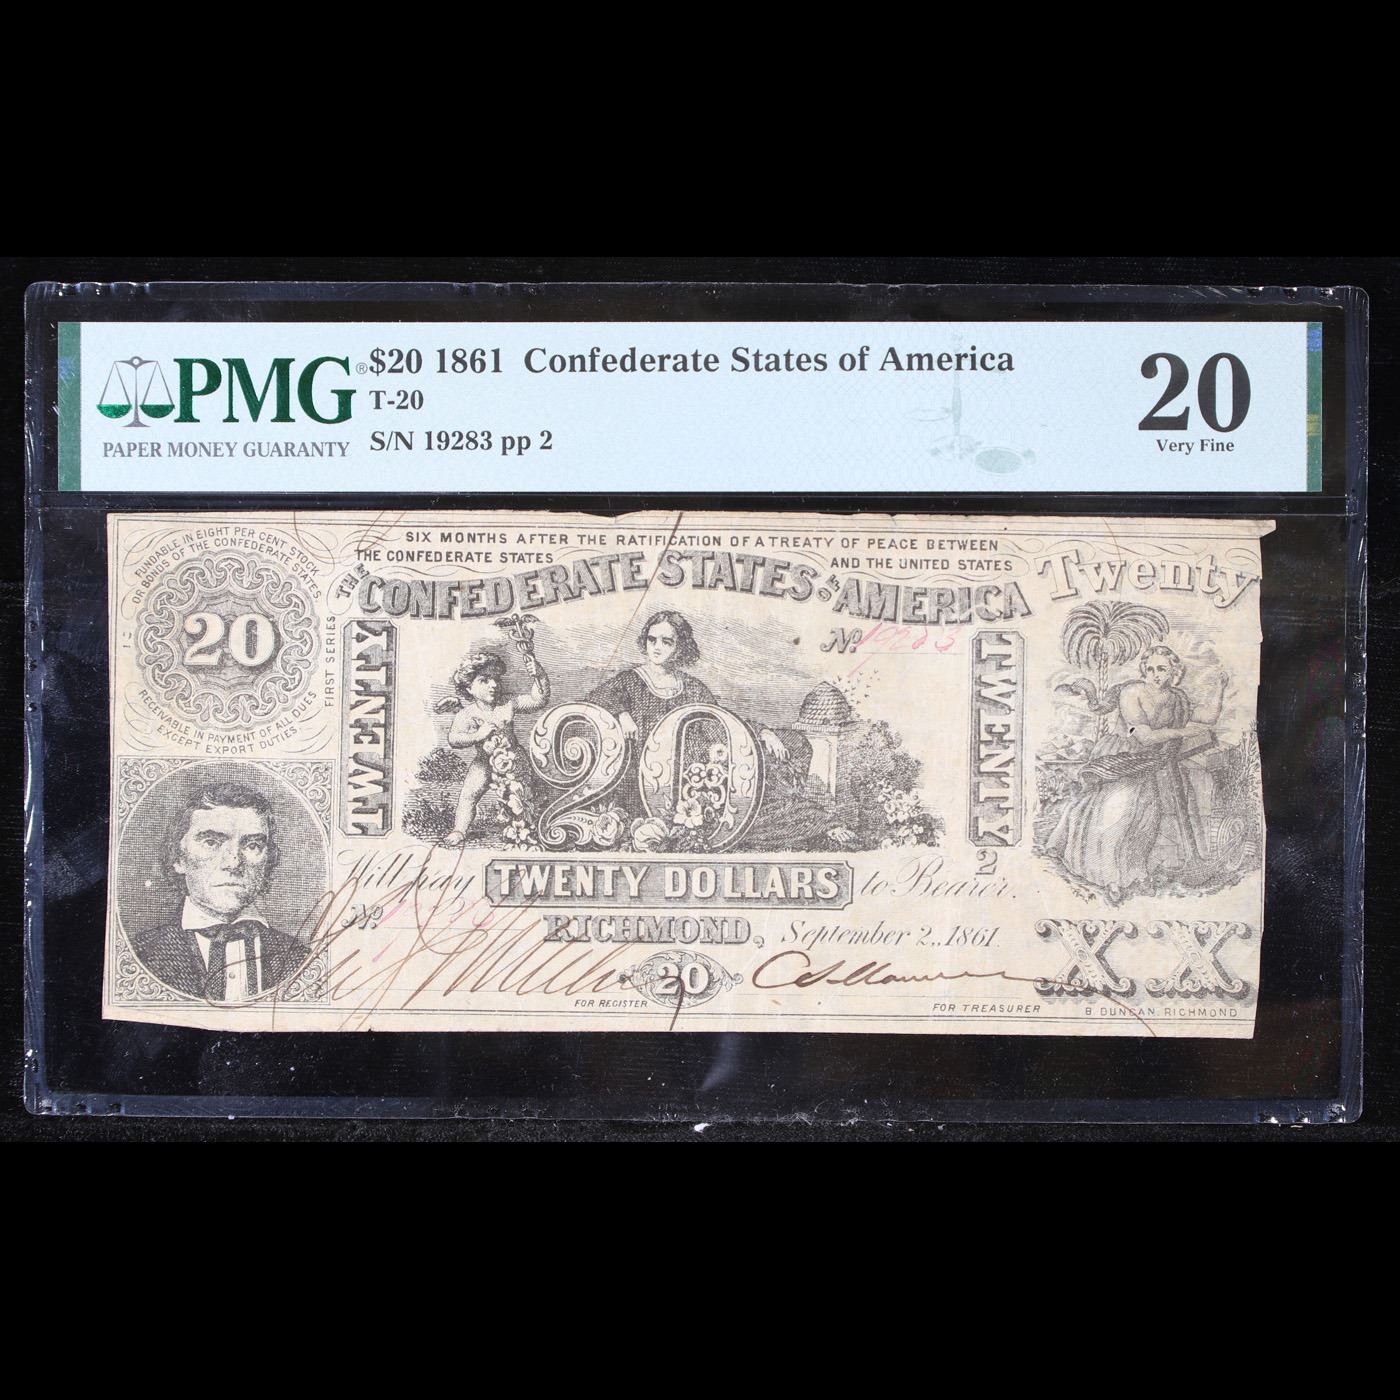 PMG®
PAPER MONEY GUARANTY
$20 1861 Confederate States of America
T-20
S/N 19283 pp 2
20
Very Fine
FUNDABLE IN EIGHT PER CENT STOCK
OR BONDS OF THE CONFEDERATE STATES
20
RECEIVABLE IN PAYMENT OF ALL DUES
EXCEPT EXPORT DUTIES.
FIRST SERIES
SIX MONTHS AFTER THE RATIFICATION OF A TREATY OF PEACE BETWEEN
THE CONFEDERATE STATES AND THE UNITED STATES
THE CONFEDERATE STATES OF AMERICA
Twenty
TWENTY
No. 19283
20
TWENTY
2
Will pay TWENTY DOLLARS to Bearer.
No.
RICHMOND, September 2, 1861.
XX
20
FOR REGISTER
FOR TREASURER
B. DUNCAN, RICHMOND